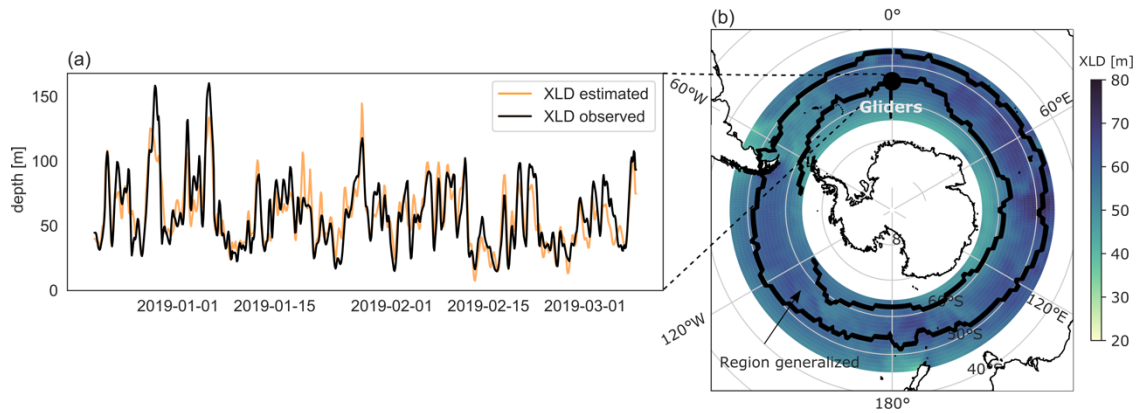 (a)
depth [m]
150
100
50
0
XLD estimated
XLD observed
2019-01-01
2019-01-15
2019-02-01
2019-02-15
2019-03-01
(b)
0°
60°W
60°E
Gliders
120°W
120°E
60°S
50°S
40
Region generalized
180°
XLD [m]
80
70
60
50
40
30
20